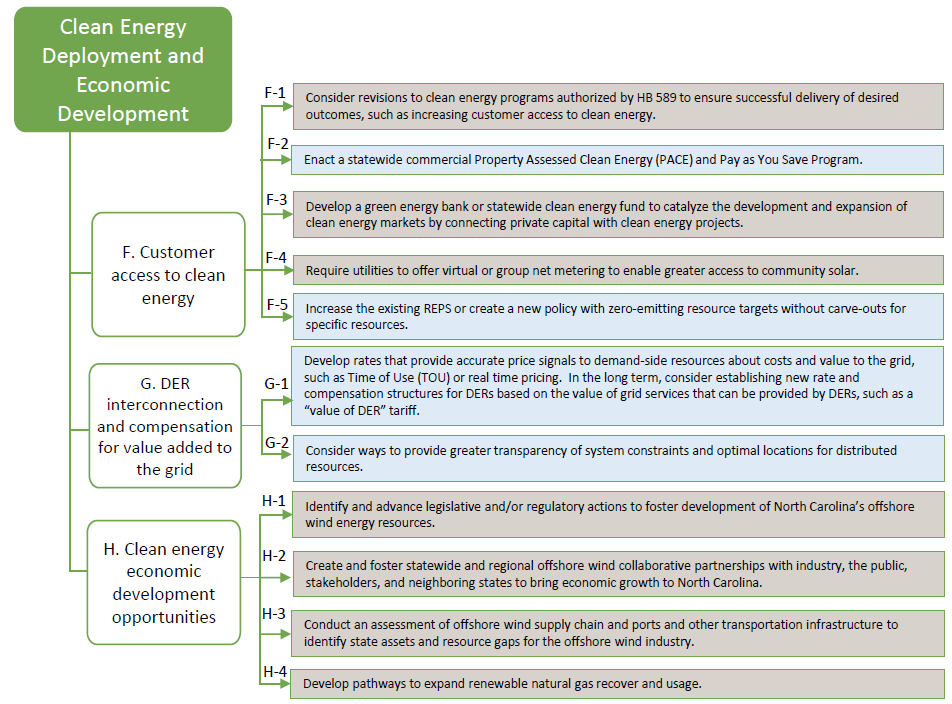 Clean Energy
Deployment and
Economic
Development
F. Customer
access to clean
energy
F-1
Consider revisions to clean energy programs authorized by HB 589 to ensure successful delivery of desired
outcomes, such as increasing customer access to clean energy.
F-2
Enact a statewide commercial Property Assessed Clean Energy (PACE) and Pay as You Save Program.
F-3
Develop a green energy bank or statewide clean energy fund to catalyze the development and expansion of
clean energy markets by connecting private capital with clean energy projects.
F-4
Require utilities to offer virtual or group net metering to enable greater access to community solar.
F-5
Increase the existing REPS or create a new policy with zero-emitting resource targets without carve-outs for
specific resources.
G. DER
interconnection
and compensation
for value added to
the grid
G-1
Develop rates that provide accurate price signals to demand-side resources about costs and value to the grid,
such as Time of Use (TOU) or real time pricing.  In the long term, consider establishing new rate and
compensation structures for DERs based on the value of grid services that can be provided by DERs, such as a
“value of DER” tariff.
G-2
Consider ways to provide greater transparency of system constraints and optimal locations for distributed
resources.
H. Clean energy
economic
development
opportunities
H-1
Identify and advance legislative and/or regulatory actions to foster development of North Carolina’s offshore
wind energy resources.
H-2
Create and foster statewide and regional offshore wind collaborative partnerships with industry, the public,
stakeholders, and neighboring states to bring economic growth to North Carolina.
H-3
Conduct an assessment of offshore wind supply chain and ports and other transportation infrastructure to
identify state assets and resource gaps for the offshore wind industry.
H-4
Develop pathways to expand renewable natural gas recover and usage.